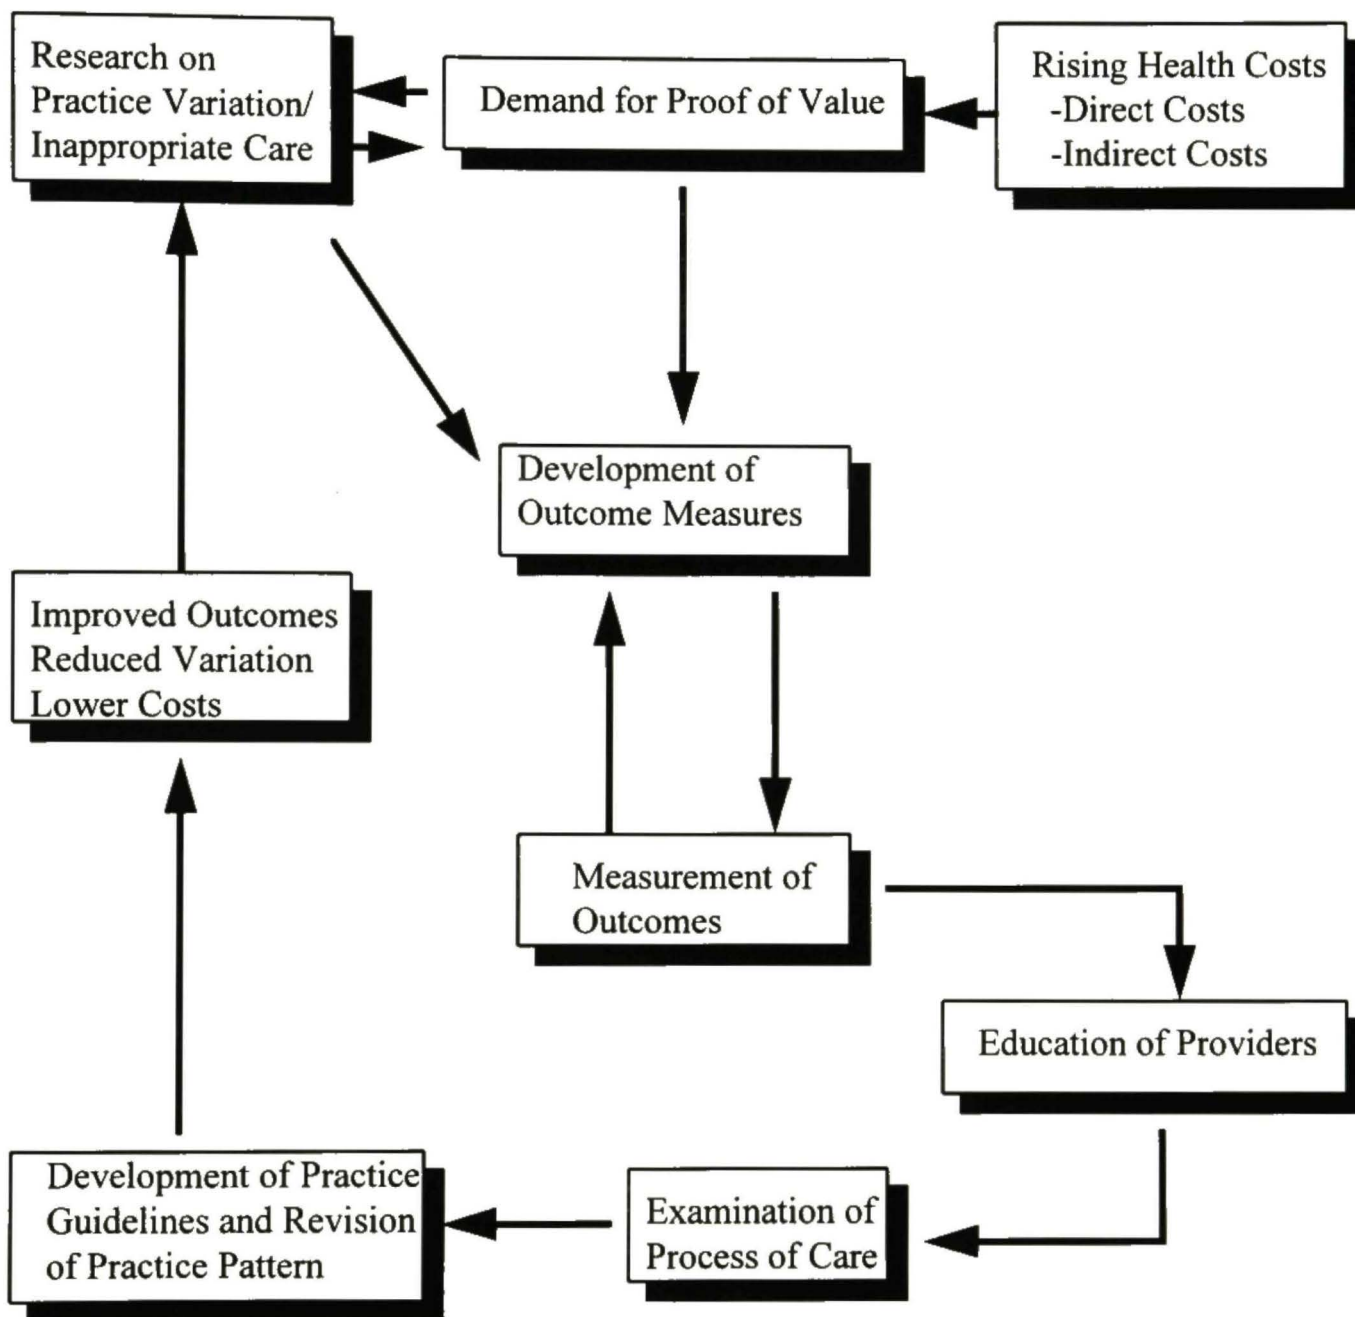 Research on
Practice Variation/
Inappropriate Care
Demand for Proof of Value
Rising Health Costs
-Direct Costs
-Indirect Costs
Development of
Outcome Measures
Improved Outcomes
Reduced Variation
Lower Costs
Measurement of
Outcomes
Education of Providers
Development of Practice
Guidelines and Revision
of Practice Pattern
Examination of
Process of Care